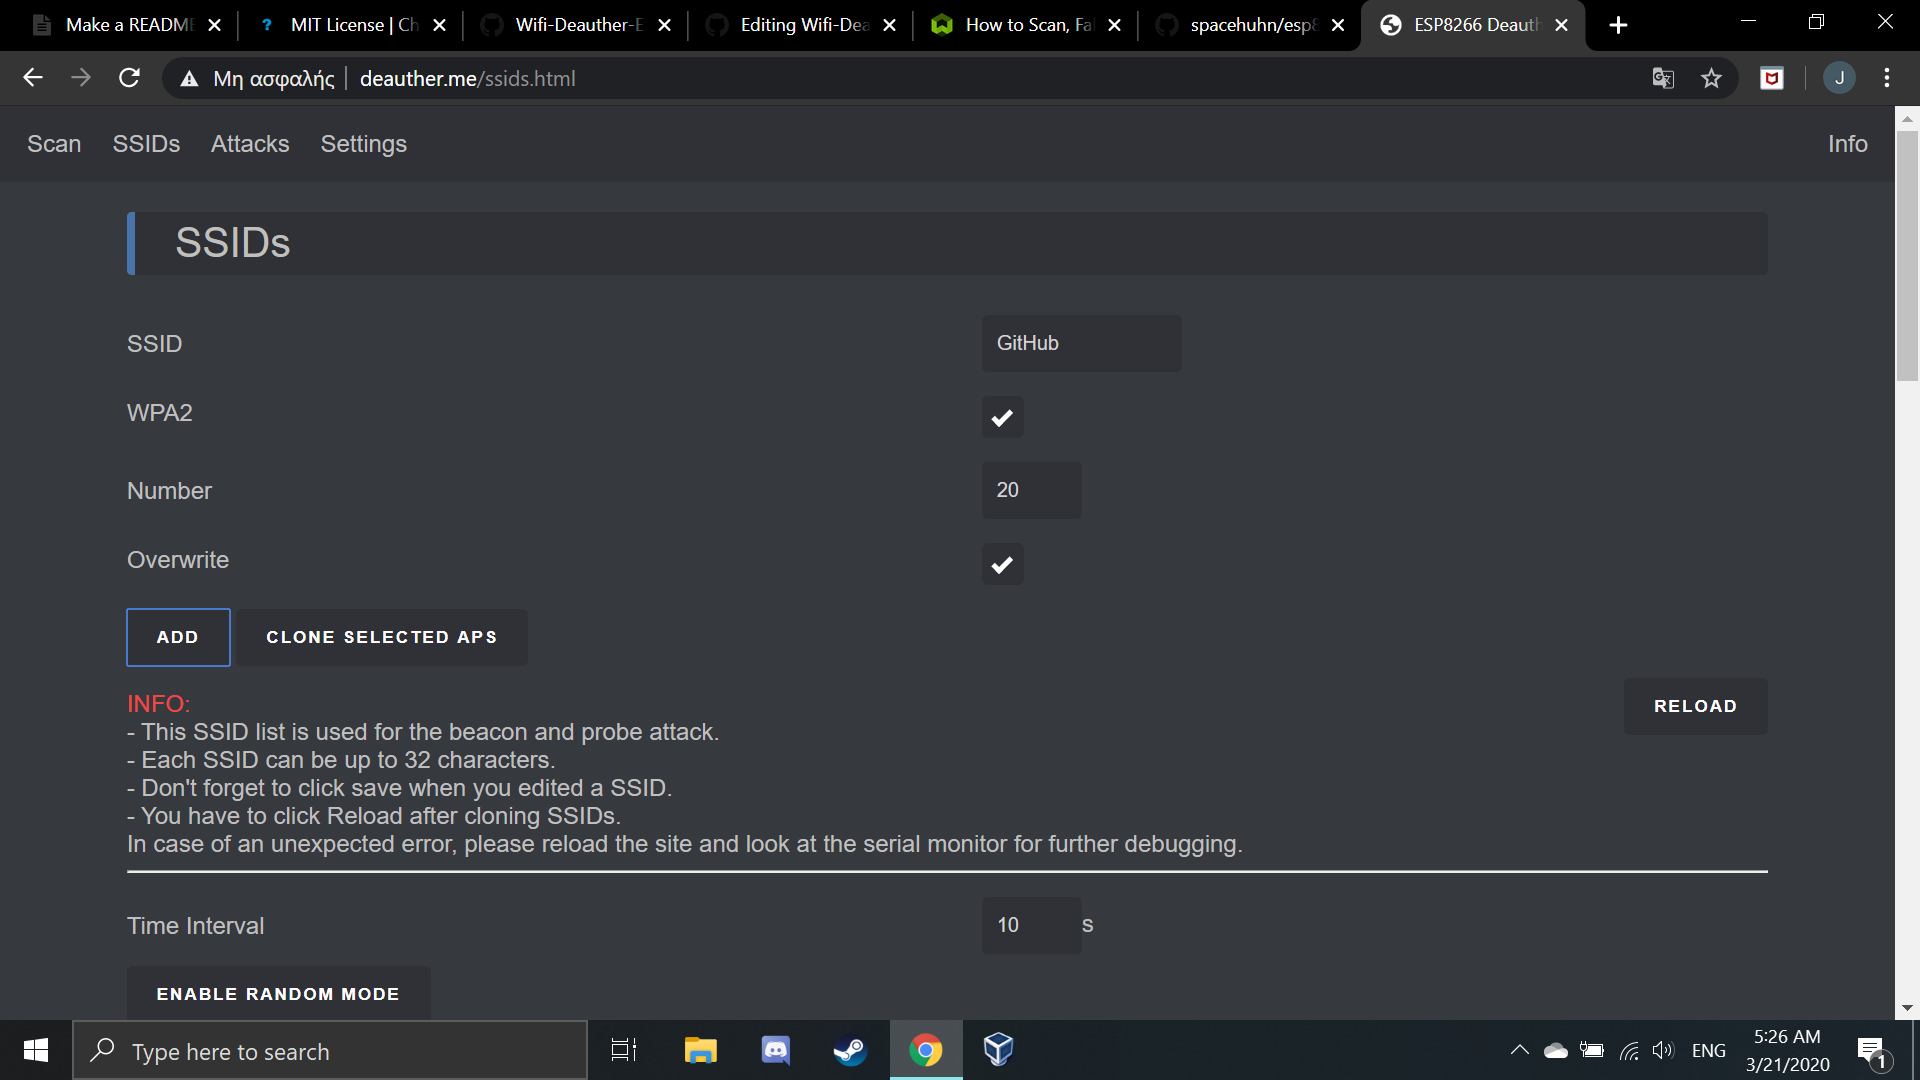 Make a README
MIT License | Ch
Wifi-Deauther-E
Editing Wifi-Dea
How to Scan, Fa
spacehuhn/esp8
ESP8266 Deauth
Μη ασφαλής deauther.me/ssids.html
J
Scan SSIDs Attacks Settings Info
SSIDs
SSID GitHub
WPA2
Number 20
Overwrite
ADD CLONE SELECTED APS
INFO:
RELOAD
- This SSID list is used for the beacon and probe attack.
- Each SSID can be up to 32 characters.
- Don't forget to click save when you edited a SSID.
- You have to click Reload after cloning SSIDs.
In case of an unexpected error, please reload the site and look at the serial monitor for further debugging.
Time Interval 10 s
ENABLE RANDOM MODE
Type here to search
ENG
5:26 AM
3/21/2020
1